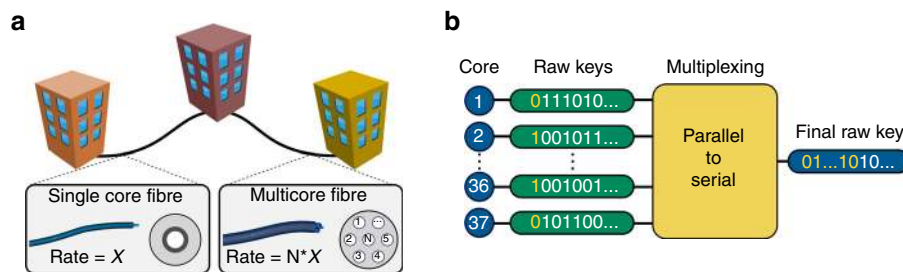 a
Single core fibre
Rate = X
Multicore fibre
1 ...
2 N 5
3 4
Rate = N*X
b
Core Raw keys Multiplexing
1 0111010...
2 1001011...
36 1001001...
37 0101100...
Parallel
to
serial
Final raw key
01...1010...